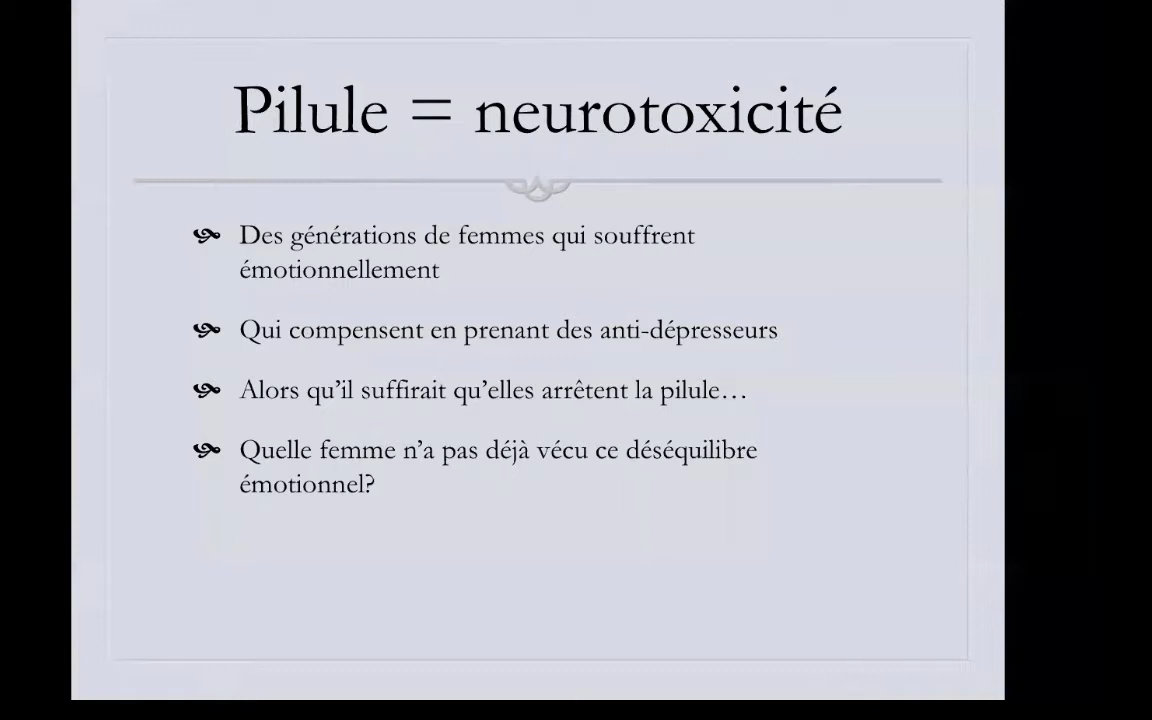 Pilule = neurotoxicité
Des générations de femmes qui souffrent
émotionnellement
Qui compensent en prenant des anti-dépresseurs
Alors qu’il suffirait qu’elles arrêtent la pilule…
Quelle femme n’a pas déjà vécu ce déséquilibre
émotionnel?